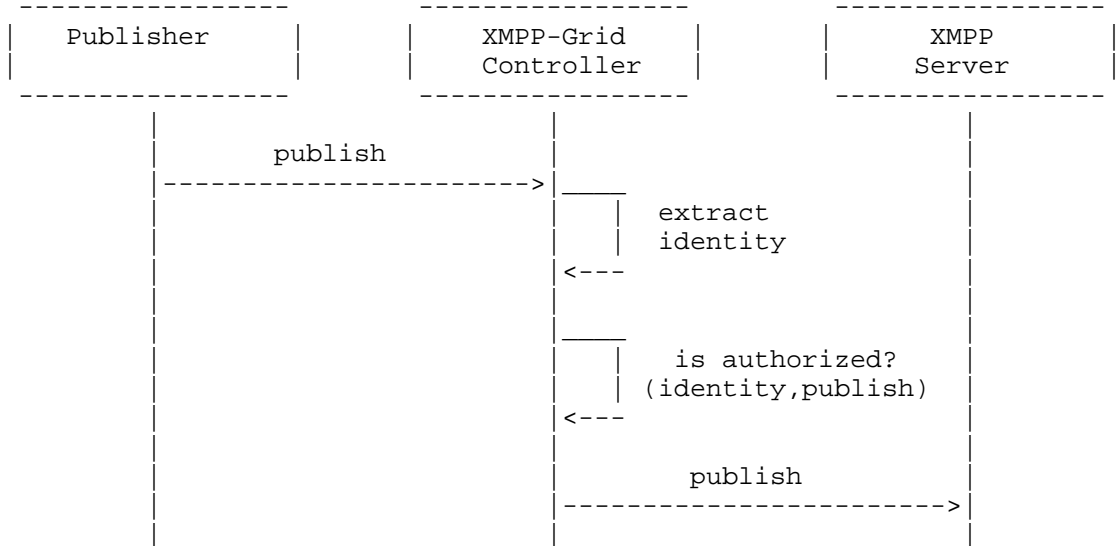 Publisher XMPP-Grid XMPP
Controller Server
publish
extract
identity
is authorized?
(identity,publish)
publish